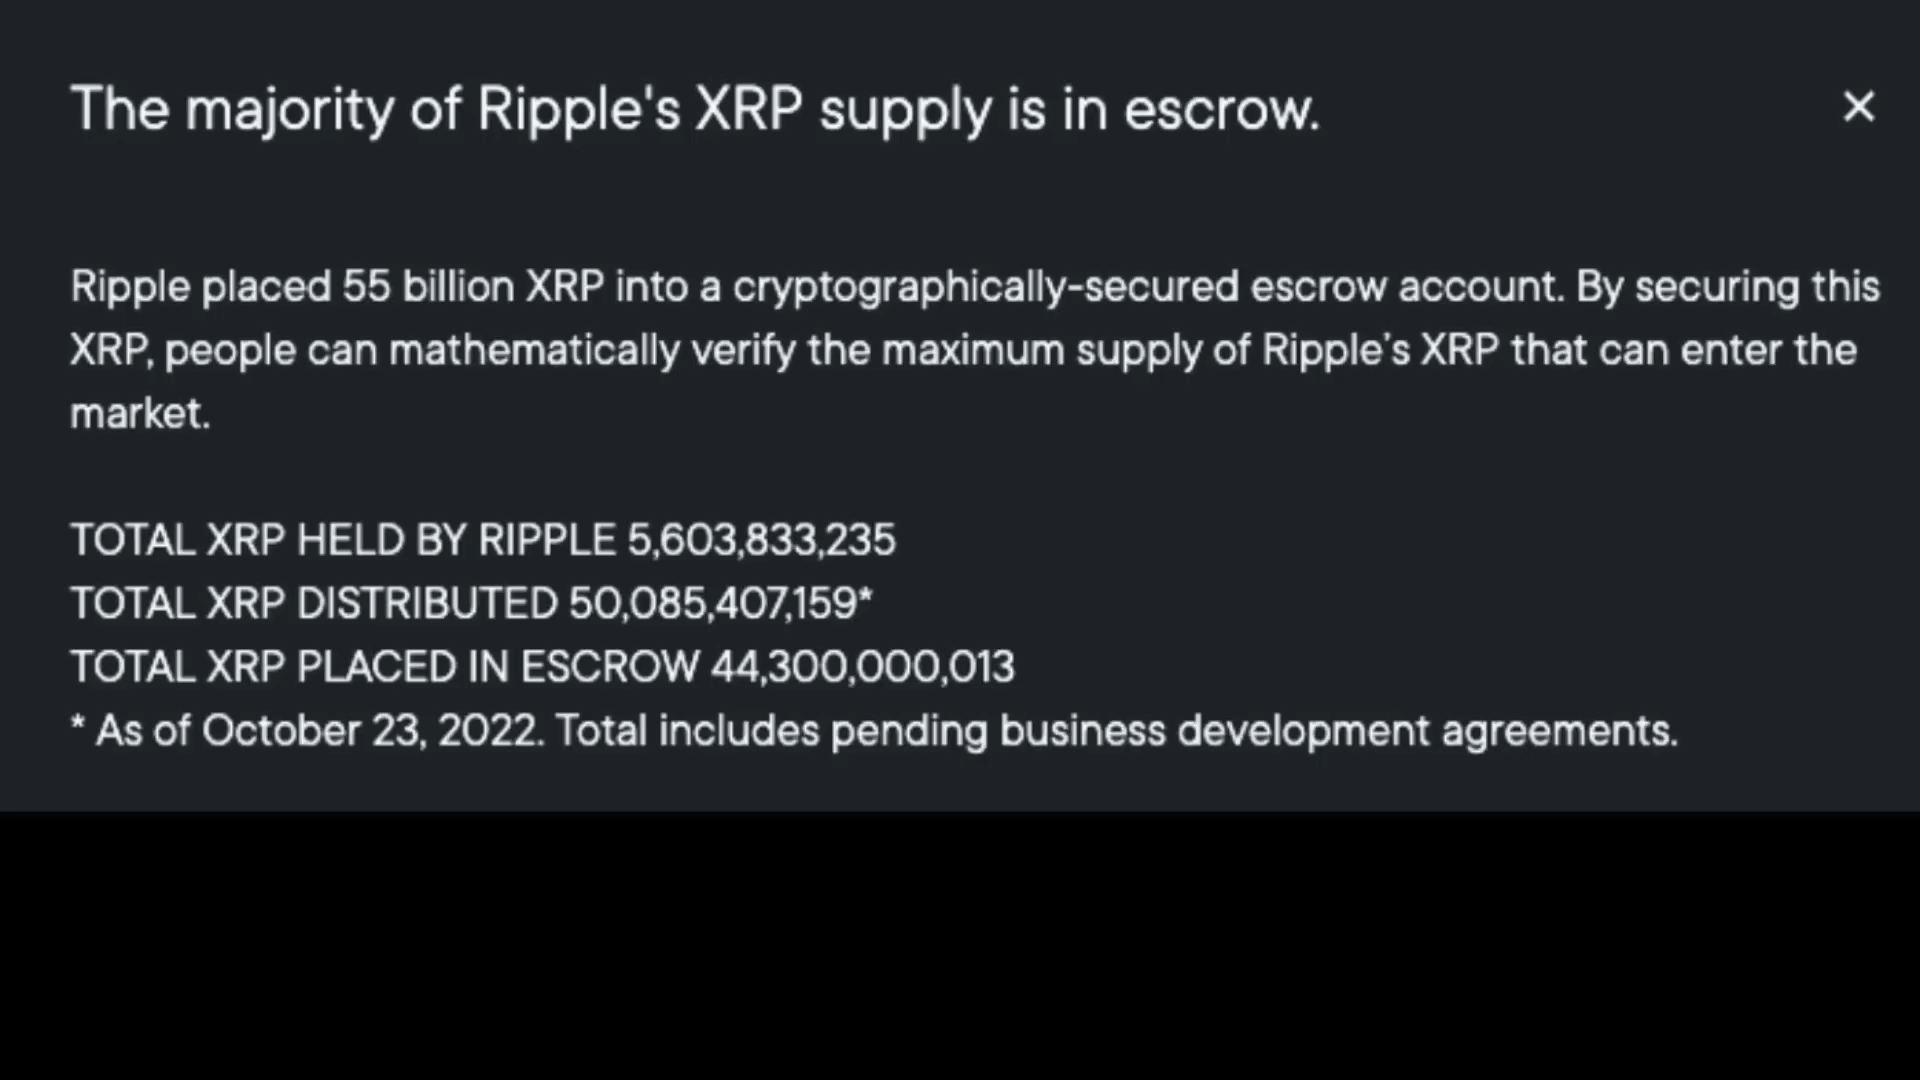 The majority of Ripple's XRP supply is in escrow.
Ripple placed 55 billion XRP into a cryptographically-secured escrow account. By securing this
XRP, people can mathematically verify the maximum supply of Ripple’s XRP that can enter the
market.
TOTAL XRP HELD BY RIPPLE 5,603,833,235
TOTAL XRP DISTRIBUTED 50,085,407,159*
TOTAL XRP PLACED IN ESCROW 44,300,000,013
* As of October 23, 2022. Total includes pending business development agreements.